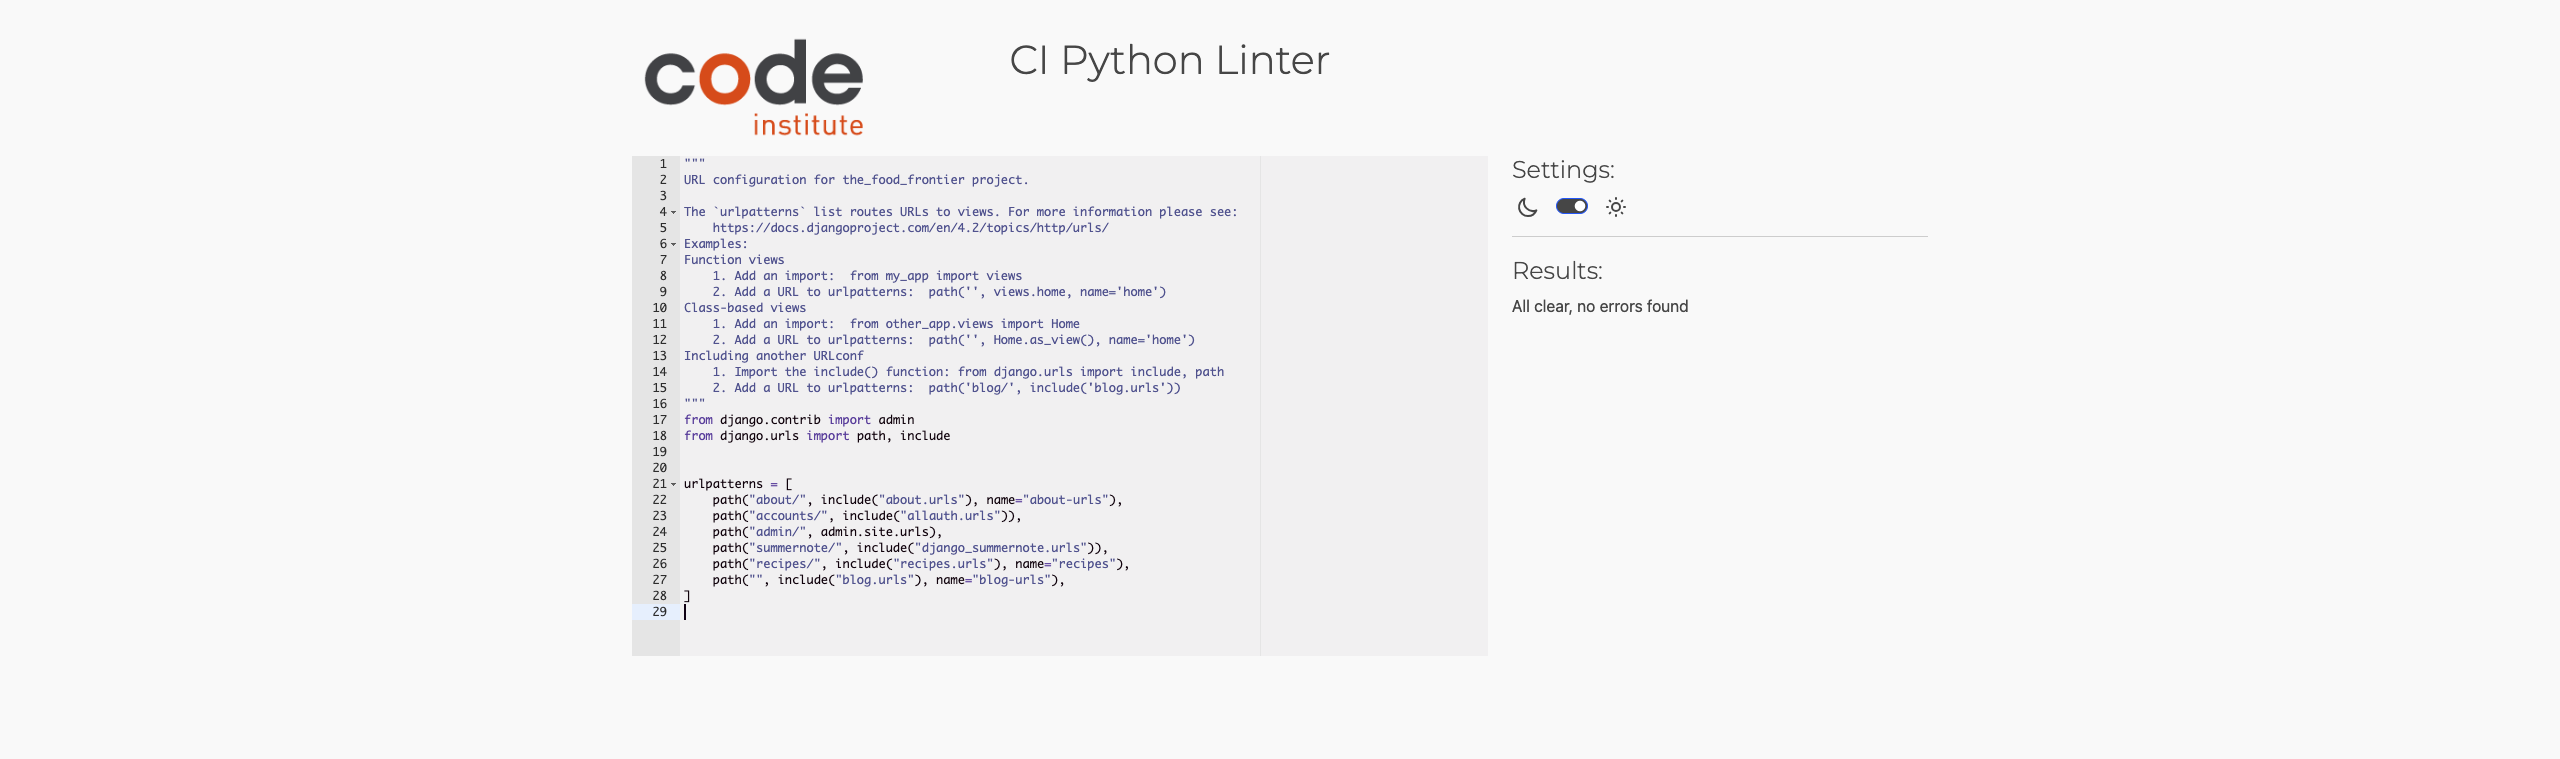 code
institute
CI Python Linter
1 """
2 URL configuration for the_food_frontier project.
3
4 The `urlpatterns` list routes URLs to views. For more information please see:
5     https://docs.djangoproject.com/en/4.2/topics/http/urls/
6 Examples:
7 Function views
8     1. Add an import:  from my_app import views
9     2. Add a URL to urlpatterns:  path('', views.home, name='home')
10 Class-based views
11     1. Add an import:  from other_app.views import Home
12     2. Add a URL to urlpatterns:  path('', Home.as_view(), name='home')
13 Including another URLconf
14     1. Import the include() function: from django.urls import include, path
15     2. Add a URL to urlpatterns:  path('blog/', include('blog.urls'))
16 """
17 from django.contrib import admin
18 from django.urls import path, include
19
20
21 urlpatterns = [
22     path("about/", include("about.urls"), name="about-urls"),
23     path("accounts/", include("allauth.urls")),
24     path("admin/", admin.site.urls),
25     path("summernote/", include("django_summernote.urls")),
26     path("recipes/", include("recipes.urls"), name="recipes"),
27     path("", include("blog.urls"), name="blog-urls"),
28 ]
29
Settings:
Results:
All clear, no errors found